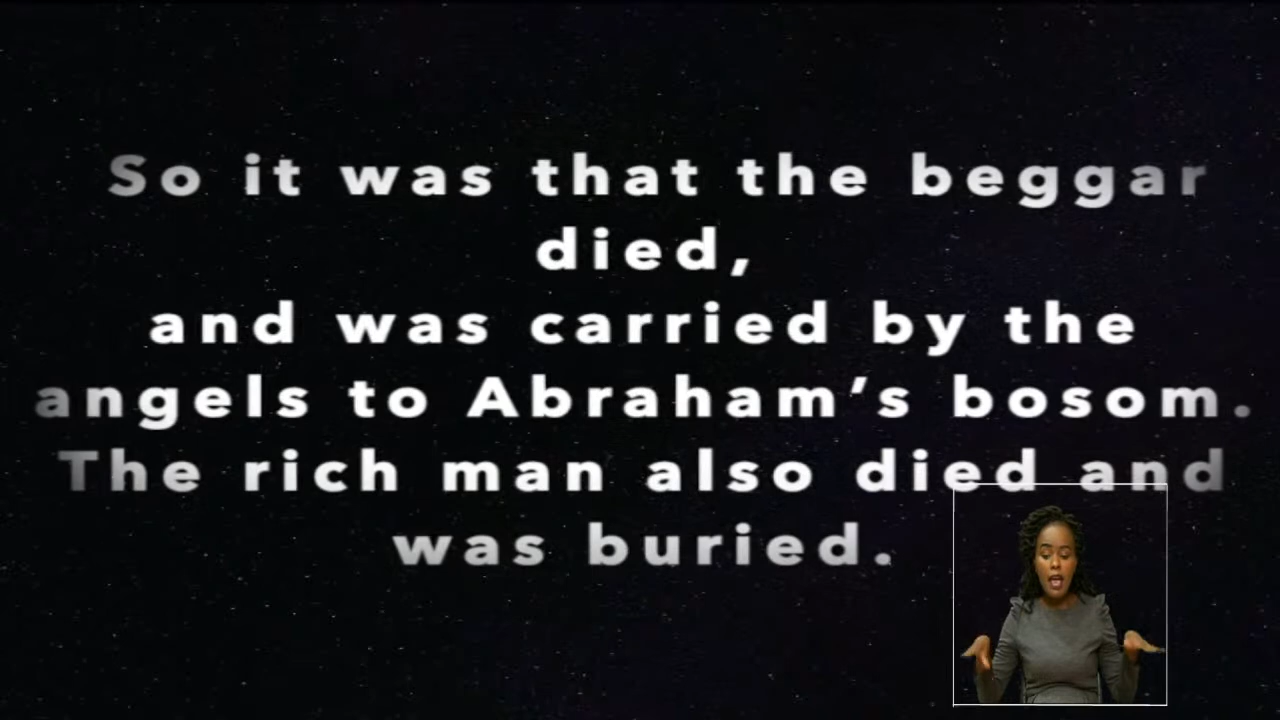 So it was that the beggar
died,
and was carried by the
angels to Abraham’s bosom.
The rich man also died and
was buried.